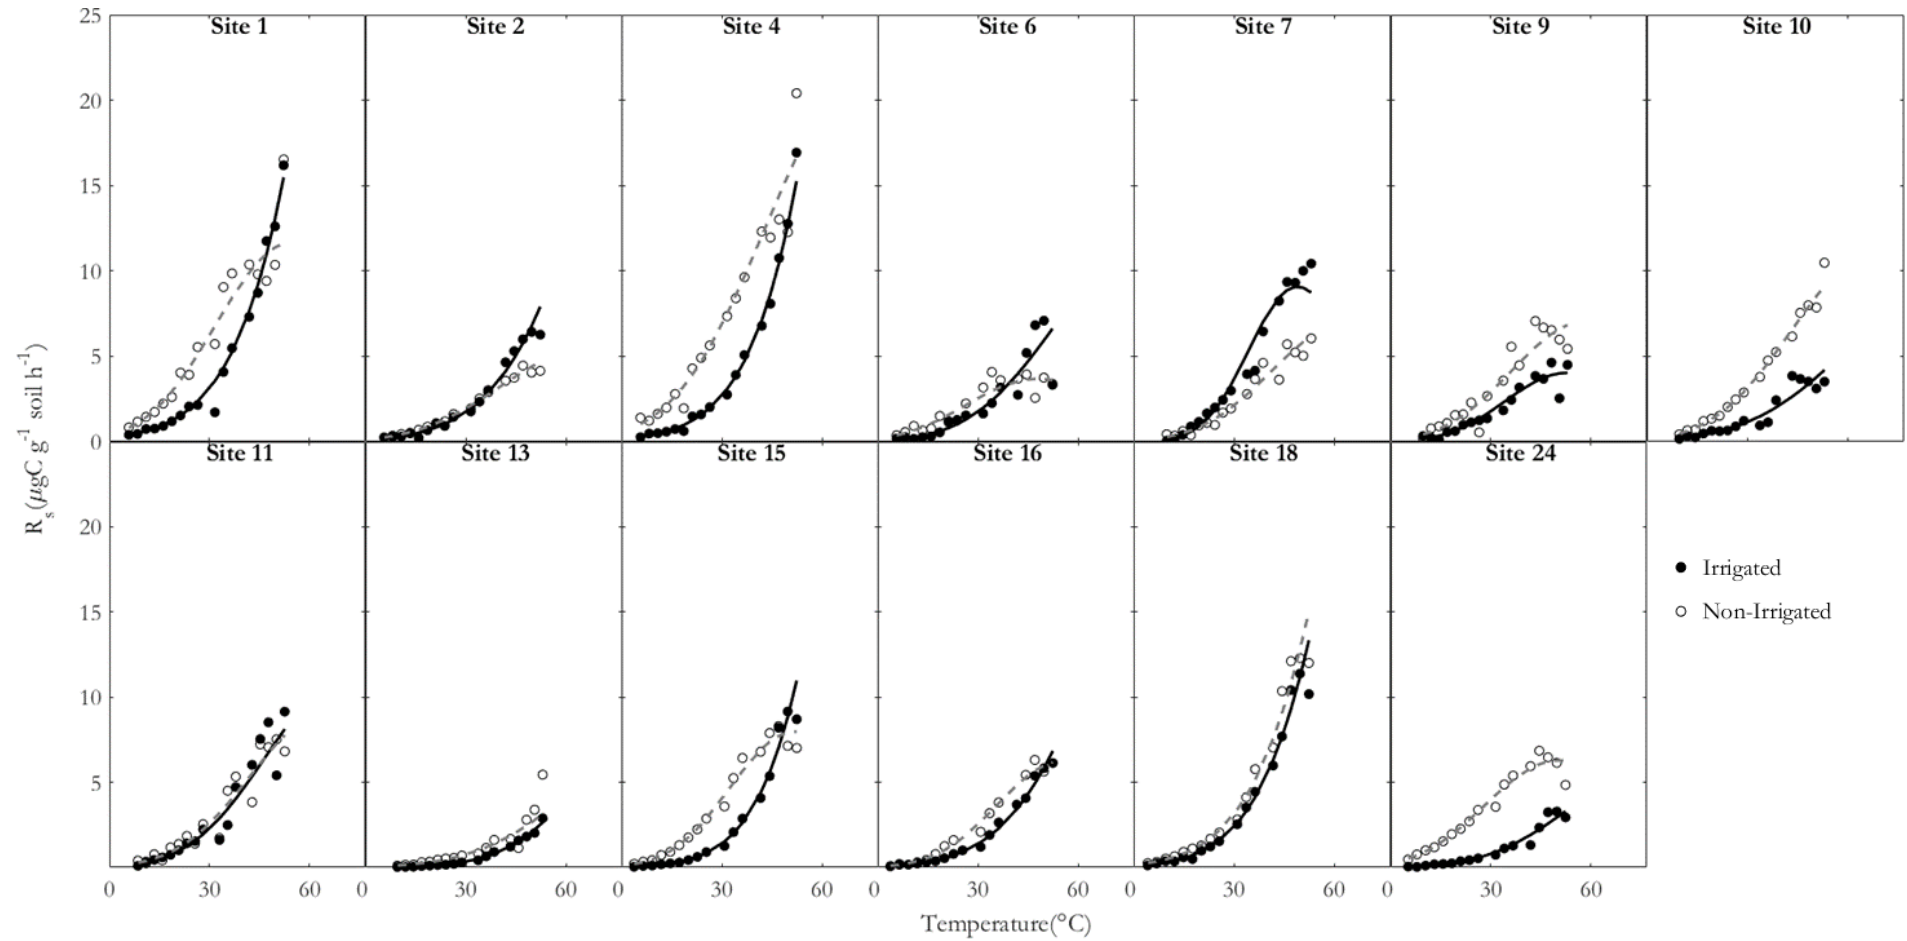 Site 1 Site 2 Site 4 Site 6 Site 7 Site 9 Site 10
25
20
15
10
5
0
Site 11 Site 13 Site 15 Site 16 Site 18 Site 24
20
15
10
5
0 30 60 0 30 60 0 30 60 0 30 60 0 30 60 0 30 60
R_s (μgC g⁻¹ soil h⁻¹)
Temperature(°C)
Irrigated
Non-Irrigated